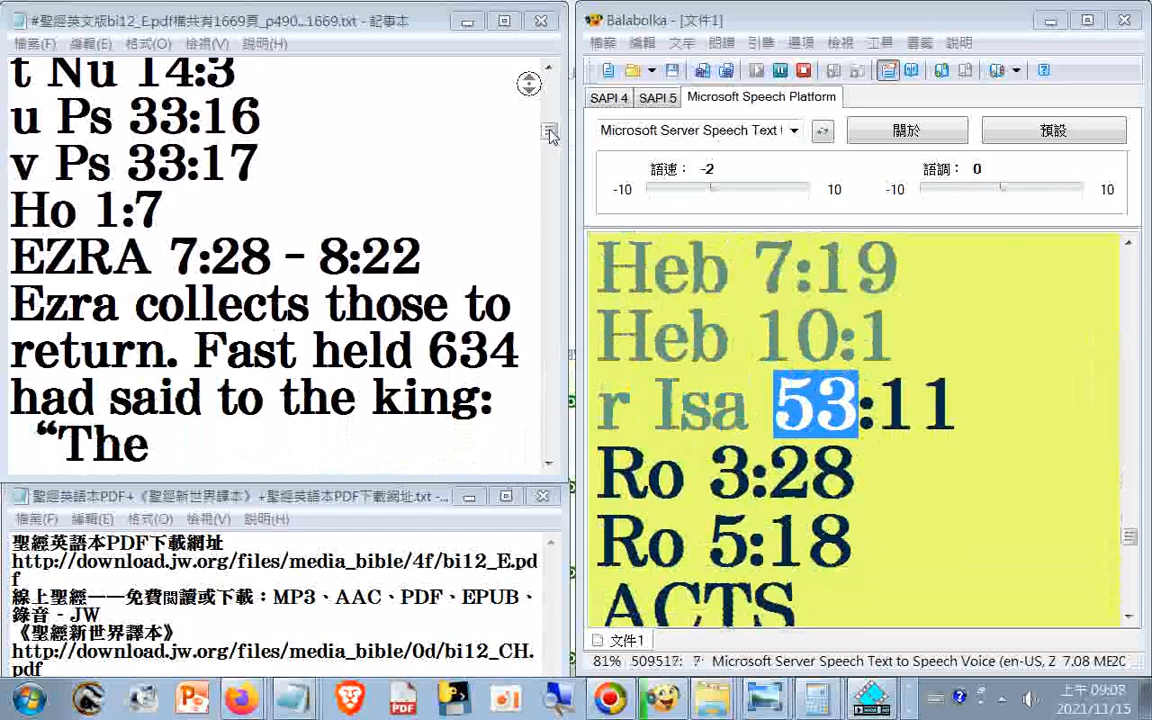 #聖經英文版bi12_E.pdf橫共有1669頁_p490...1669.txt - 記事本
檔案(F) 編輯(E) 格式(O) 檢視(V) 說明(H)
t Nu 14:3
u Ps 33:16
v Ps 33:17
Ho 1:7
EZRA 7:28 – 8:22
Ezra collects those to
return. Fast held 634
had said to the king:
“The
聖經英語本PDF+《聖經新世界譯本》+聖經英語本PDF下載網址.txt -...
檔案(F) 編輯(E) 格式(O) 檢視(V) 說明(H)
聖經英語本PDF下載網址
http://download.jw.org/files/media_bible/4f/bi12_E.pd
f
線上聖經——免費閱讀或下載：MP3、AAC、PDF、EPUB、
錄音 - JW
《聖經新世界譯本》
http://download.jw.org/files/media_bible/0d/bi12_CH.
pdf
Balabolka - [文件1]
檔案 編輯 文字 朗讀 引擎 選項 檢視 工具 書籤 說明
SAPI 4 SAPI 5 Microsoft Speech Platform
Microsoft Server Speech Text
關於 預設
語速： -2 語調： 0
-10 10 -10 10
Heb 7:19
Heb 10:1
r Isa 53:11
Ro 3:28
Ro 5:18
ACTS
文件1
81% 509517: 7 Microsoft Server Speech Text to Speech Voice (en-US, Z
上午 09:08
2021/11/15